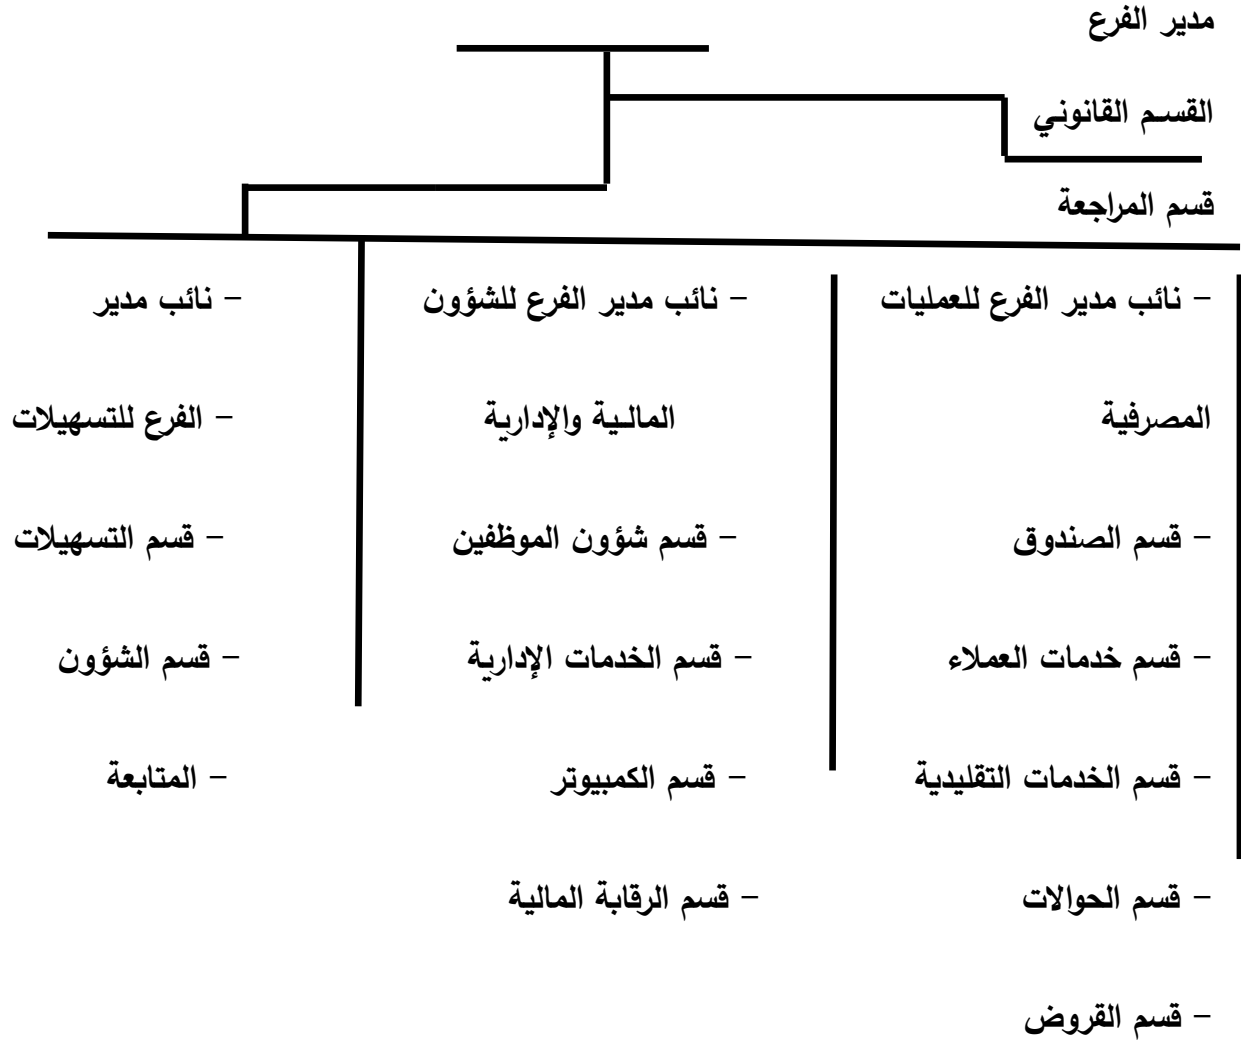 مدير الفرع
القسم القانوني
قسم المراجعة
- نائب مدير الفرع للعمليات
المصرفية
- قسم الصندوق
- قسم خدمات العملاء
- قسم الخدمات التقليدية
- قسم الحوالات
- قسم القروض
- نائب مدير الفرع للشؤون
المالية والإدارية
- قسم شؤون الموظفين
- قسم الخدمات الإدارية
- قسم الكمبيوتر
- قسم الرقابة المالية
- نائب مدير
- الفرع للتسهيلات
- قسم التسهيلات
- قسم الشؤون
- المتابعة